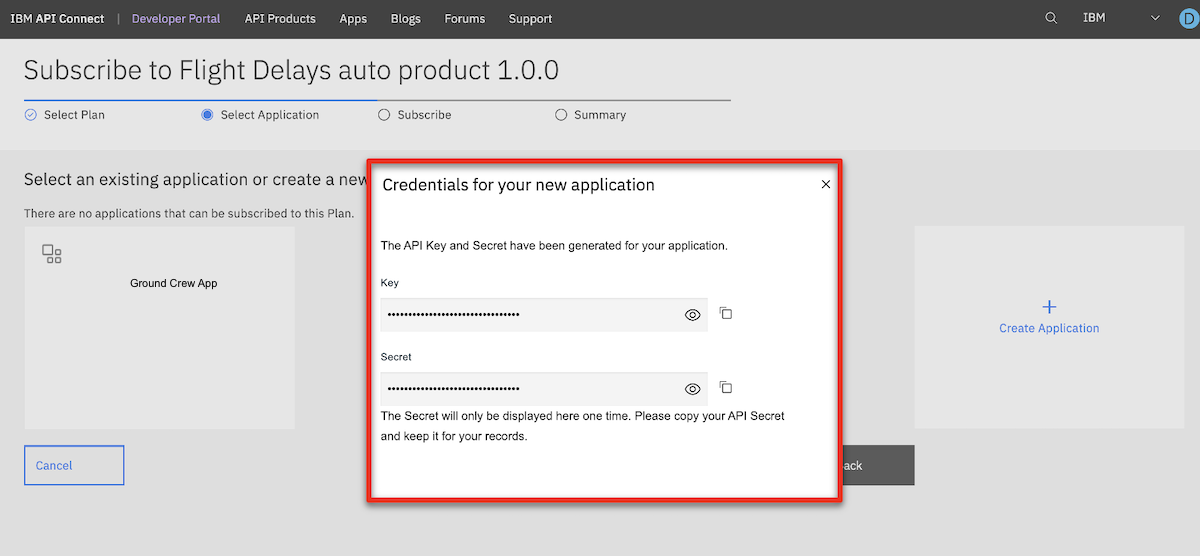 IBM API Connect | Developer Portal API Products Apps Blogs Forums Support IBM D
Subscribe to Flight Delays auto product 1.0.0
Select Plan Select Application Subscribe Summary
Select an existing application or create a new
There are no applications that can be subscribed to this Plan.
Ground Crew App
Credentials for your new application
The API Key and Secret have been generated for your application.
Key
••••••••••••••••••••••••••••••••
Secret
••••••••••••••••••••••••••••••••
The Secret will only be displayed here one time. Please copy your API Secret
and keep it for your records.
Create Application
Cancel
ack